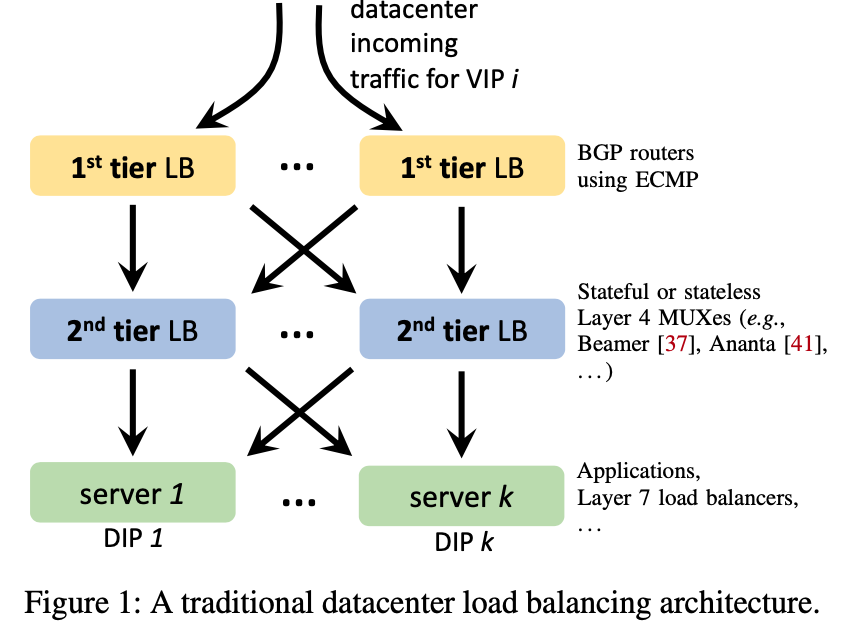 datacenter
incoming
traffic for VIP i
1st tier LB ... 1st tier LB
BGP routers
using ECMP
2nd tier LB ... 2nd tier LB
Stateful or stateless
Layer 4 MUXes (e.g.,
Beamer [37], Ananta [41],
...)
server 1 ... server k
DIP 1 DIP k
Applications,
Layer 7 load balancers,
...
Figure 1: A traditional datacenter load balancing architecture.